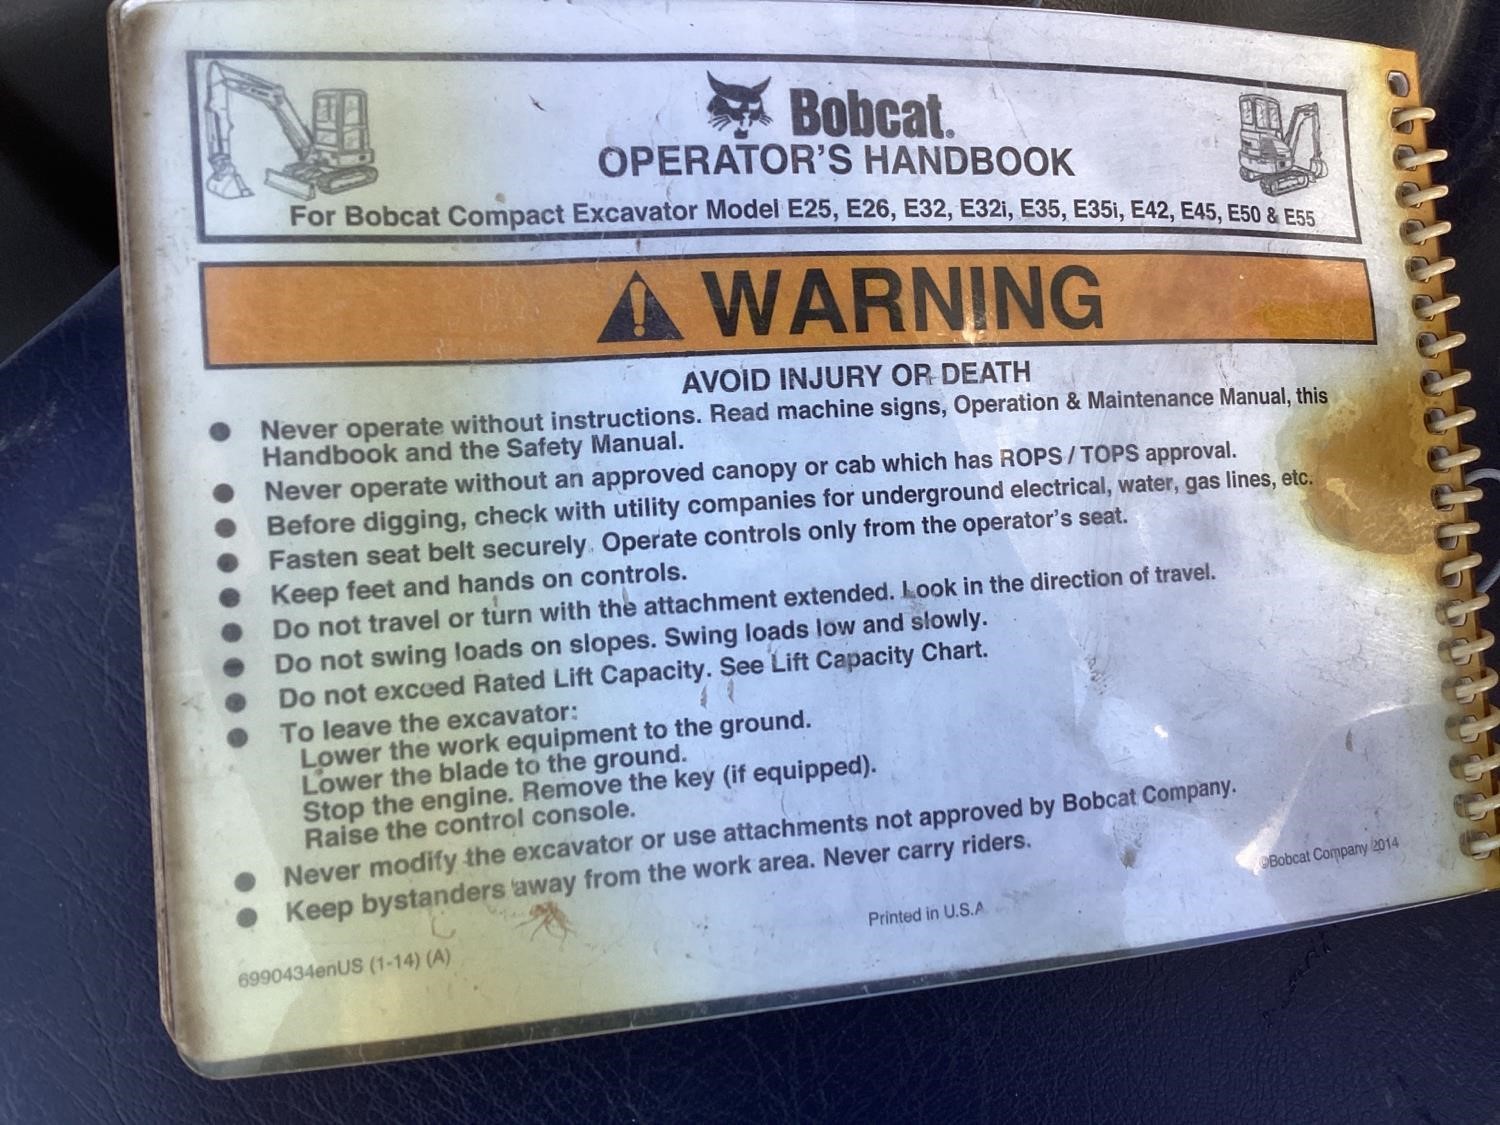 Bobcat®
OPERATOR'S HANDBOOK
For Bobcat Compact Excavator Model E25, E26, E32, E32i, E35, E35i, E42, E45, E50 & E55
WARNING
AVOID INJURY OR DEATH
● Never operate without instructions. Read machine signs, Operation & Maintenance Manual, this
Handbook and the Safety Manual.
● Never operate without an approved canopy or cab which has ROPS / TOPS approval.
● Before digging, check with utility companies for underground electrical, water, gas lines, etc.
● Fasten seat belt securely. Operate controls only from the operator's seat.
● Keep feet and hands on controls.
● Do not travel or turn with the attachment extended. Look in the direction of travel.
● Do not swing loads on slopes. Swing loads low and slowly.
● Do not exceed Rated Lift Capacity. See Lift Capacity Chart.
● To leave the excavator:
Lower the work equipment to the ground.
Lower the blade to the ground.
Stop the engine. Remove the key (if equipped).
Raise the control console.
● Never modify the excavator or use attachments not approved by Bobcat Company.
● Keep bystanders away from the work area. Never carry riders.
©Bobcat Company 2014
Printed in U.S.A
6990434enUS (1-14) (A)